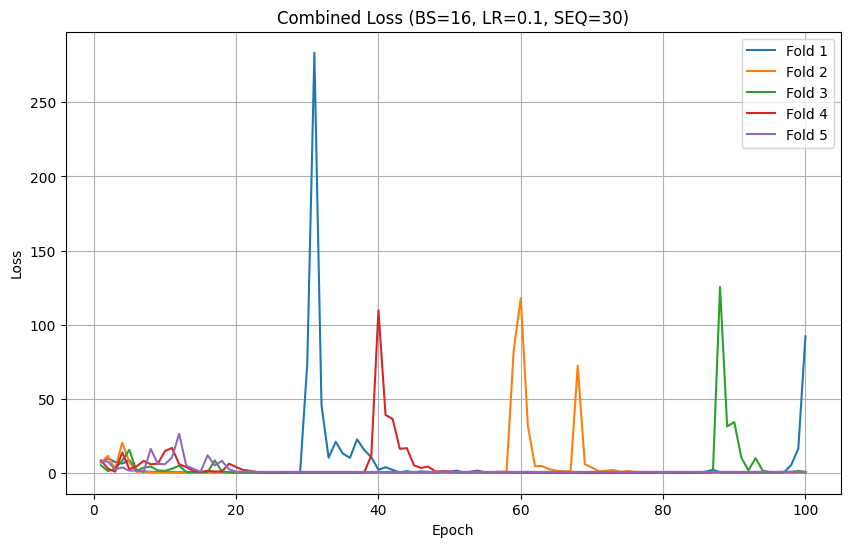 Combined Loss (BS=16, LR=0.1, SEQ=30)
Fold 1
Fold 2
Fold 3
Fold 4
Fold 5
Loss
250
200
150
100
50
0
0 20 40 60 80 100
Epoch